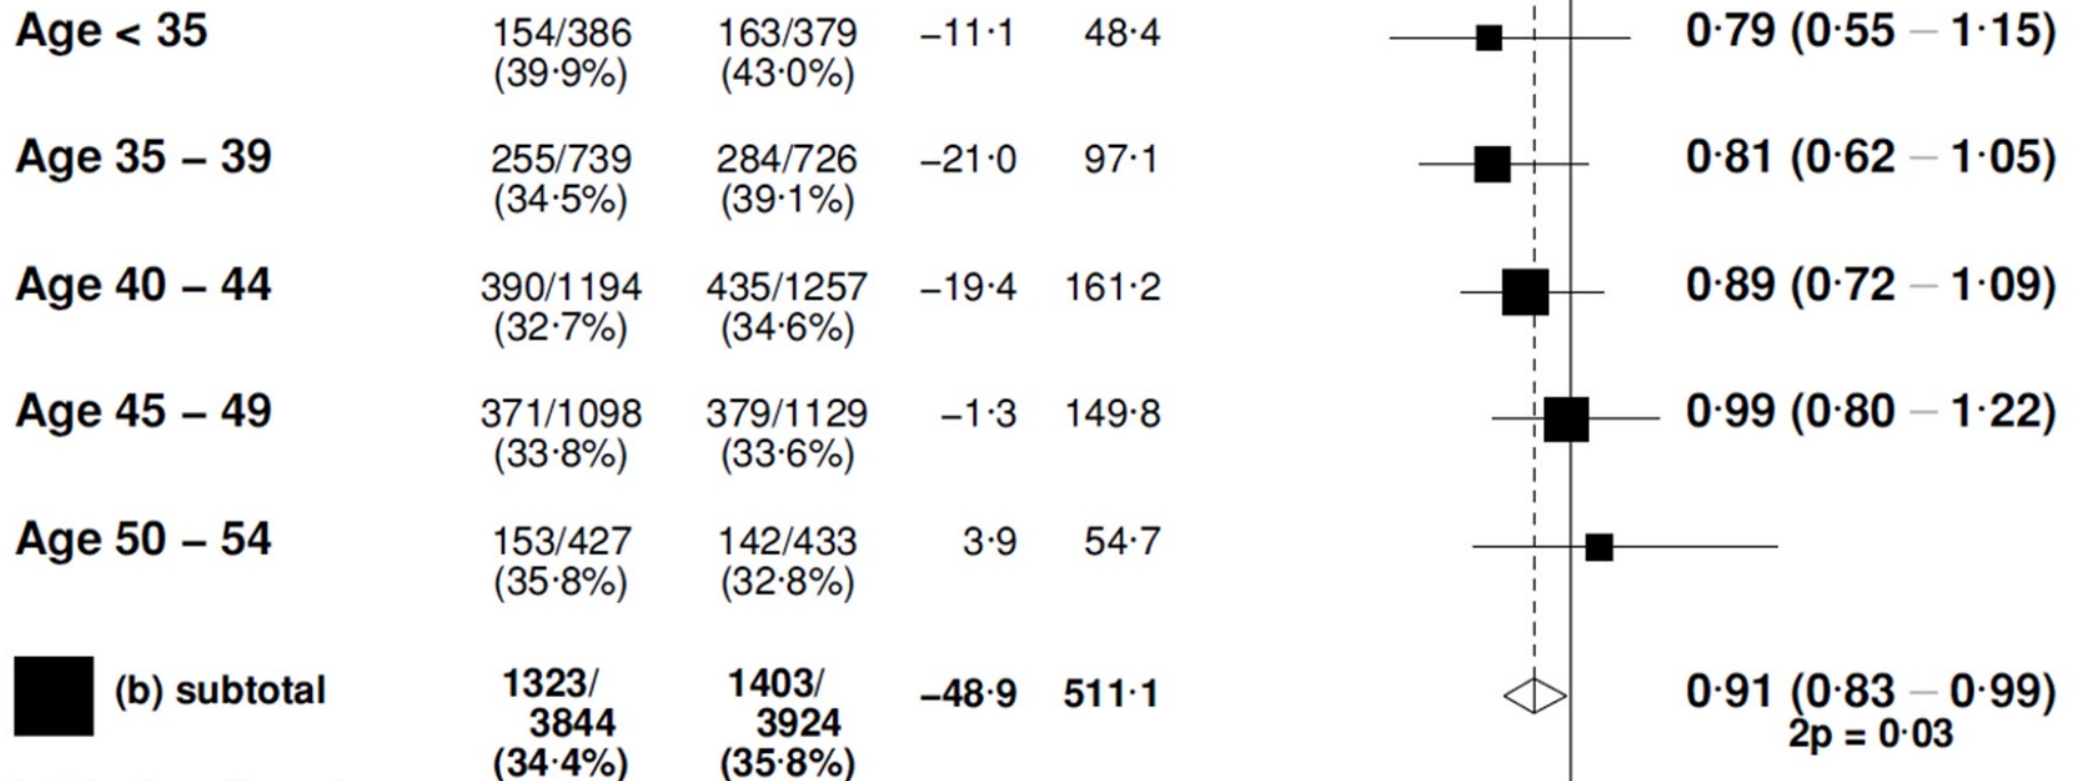 Age < 35 154/386 163/379 −11·1 48·4 0·79 (0·55 − 1·15)
(39·9%) (43·0%)
Age 35 − 39 255/739 284/726 −21·0 97·1 0·81 (0·62 − 1·05)
(34·5%) (39·1%)
Age 40 − 44 390/1194 435/1257 −19·4 161·2 0·89 (0·72 − 1·09)
(32·7%) (34·6%)
Age 45 − 49 371/1098 379/1129 −1·3 149·8 0·99 (0·80 − 1·22)
(33·8%) (33·6%)
Age 50 − 54 153/427 142/433 3·9 54·7
(35·8%) (32·8%)
(b) subtotal 1323/ 1403/ −48·9 511·1 0·91 (0·83 − 0·99)
3844 3924 2p = 0·03
(34·4%) (35·8%)